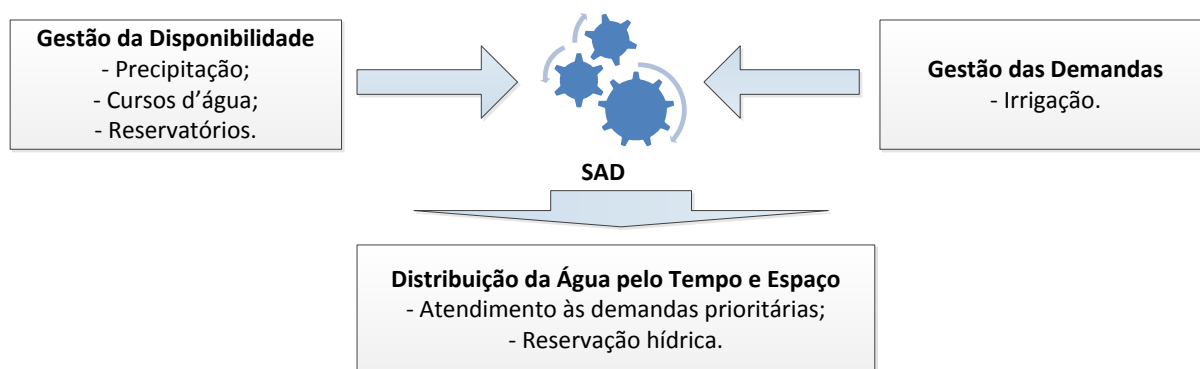 Gestão da Disponibilidade
- Precipitação;
- Cursos d’água;
- Reservatórios.
SAD
Gestão das Demandas
- Irrigação.
Distribuição da Água pelo Tempo e Espaço
- Atendimento às demandas prioritárias;
- Reservação hídrica.